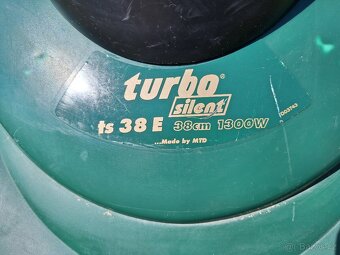 turbo®
silent
ts 38 E 38cm 1300W
...Made by MTD